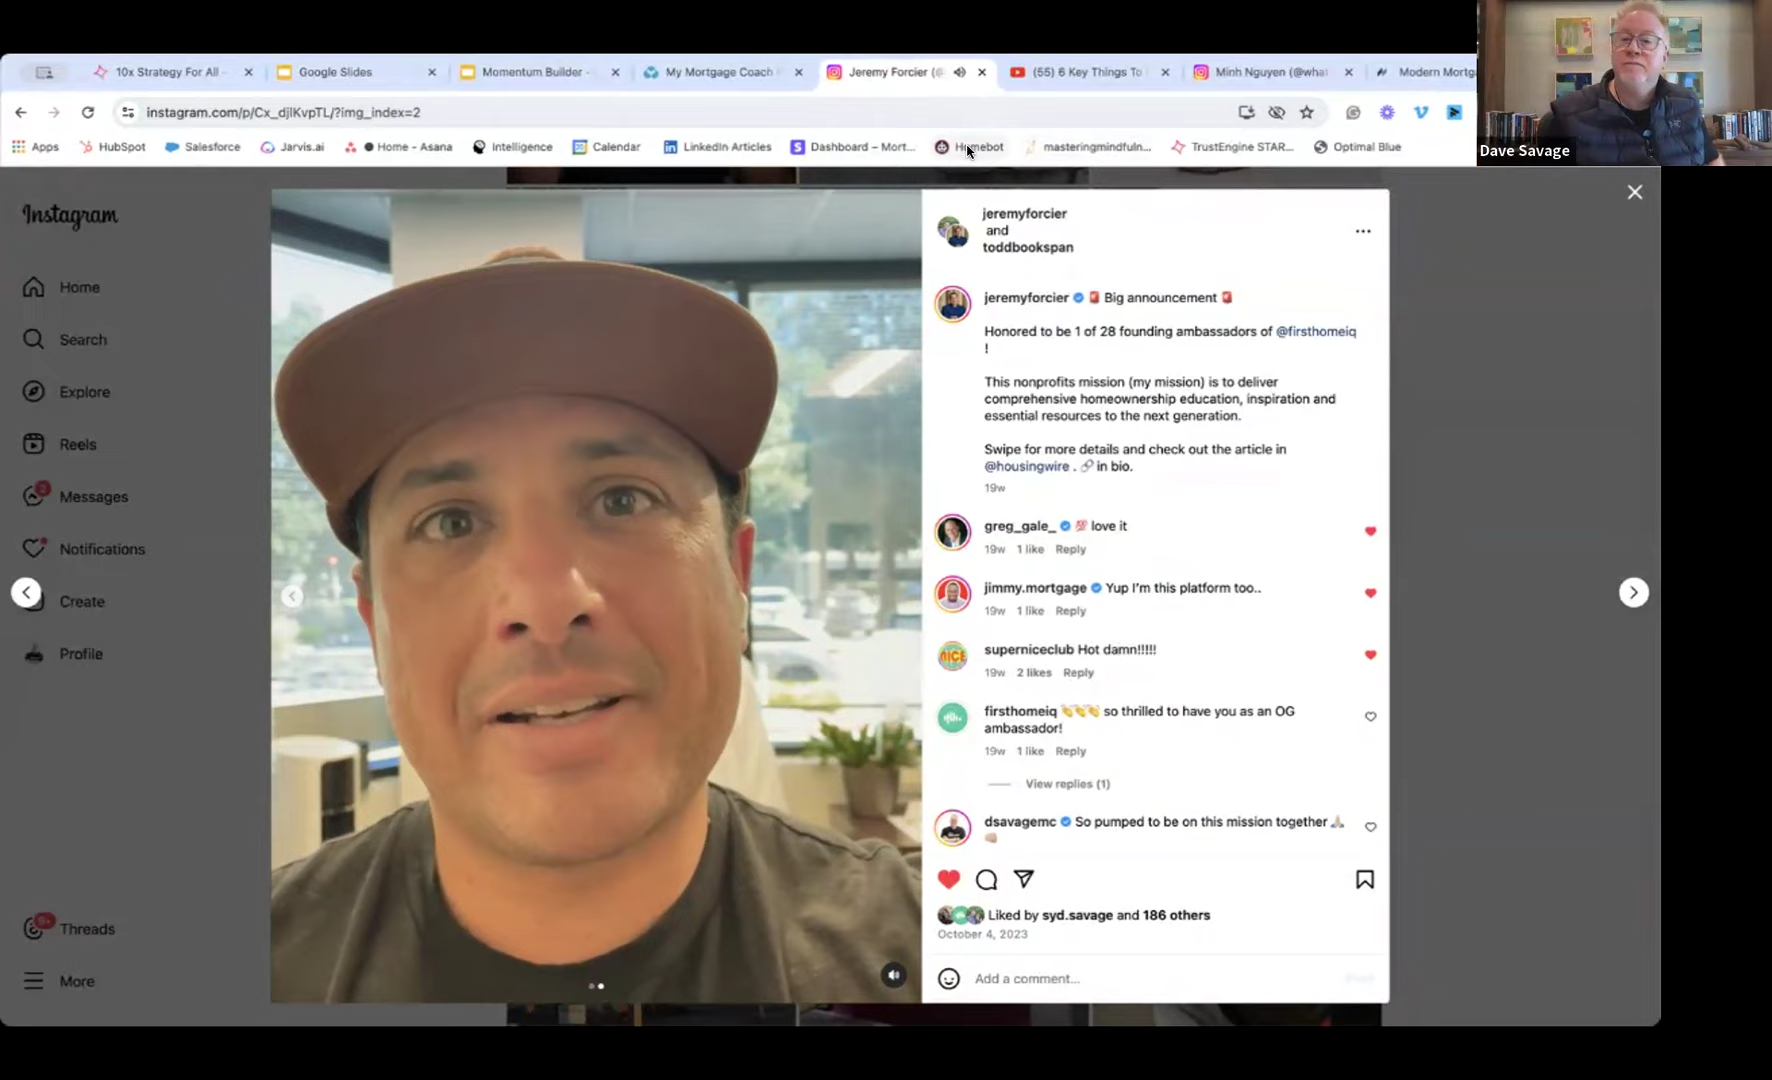 10x Strategy For All -
Google Slides
Momentum Builder -
My Mortgage Coach
Jeremy Forcier (@
(55) 6 Key Things To
Minh Nguyen (@wha
Modern Mortg
instagram.com/p/Cx_djlKvpTL/?img_index=2
Apps
HubSpot
Salesforce
Jarvis.ai
Home - Asana
Intelligence
Calendar
LinkedIn Articles
Dashboard – Mort...
Homebot
masteringmindfuln...
TrustEngine STAR...
Optimal Blue
Dave Savage
Instagram
Home
Search
Explore
Reels
2
Messages
Notifications
Create
Profile
9+
Threads
More
jeremyforcier
and
toddbookspan
jeremyforcier 🚨 Big announcement 🚨
Honored to be 1 of 28 founding ambassadors of @firsthomeiq
!
This nonprofits mission (my mission) is to deliver
comprehensive homeownership education, inspiration and
essential resources to the next generation.
Swipe for more details and check out the article in
@housingwire . 🔗 in bio.
19w
greg_gale_ 💯 love it
19w 1 like Reply
jimmy.mortgage Yup I'm this platform too..
19w 1 like Reply
NICE
superniceclub Hot damn!!!!!
19w 2 likes Reply
firsthomeiq 👏👏👏 so thrilled to have you as an OG
ambassador!
19w 1 like Reply
View replies (1)
dsavagemc So pumped to be on this mission together 🙏🏼
👊🏼
Liked by syd.savage and 186 others
October 4, 2023
Add a comment...